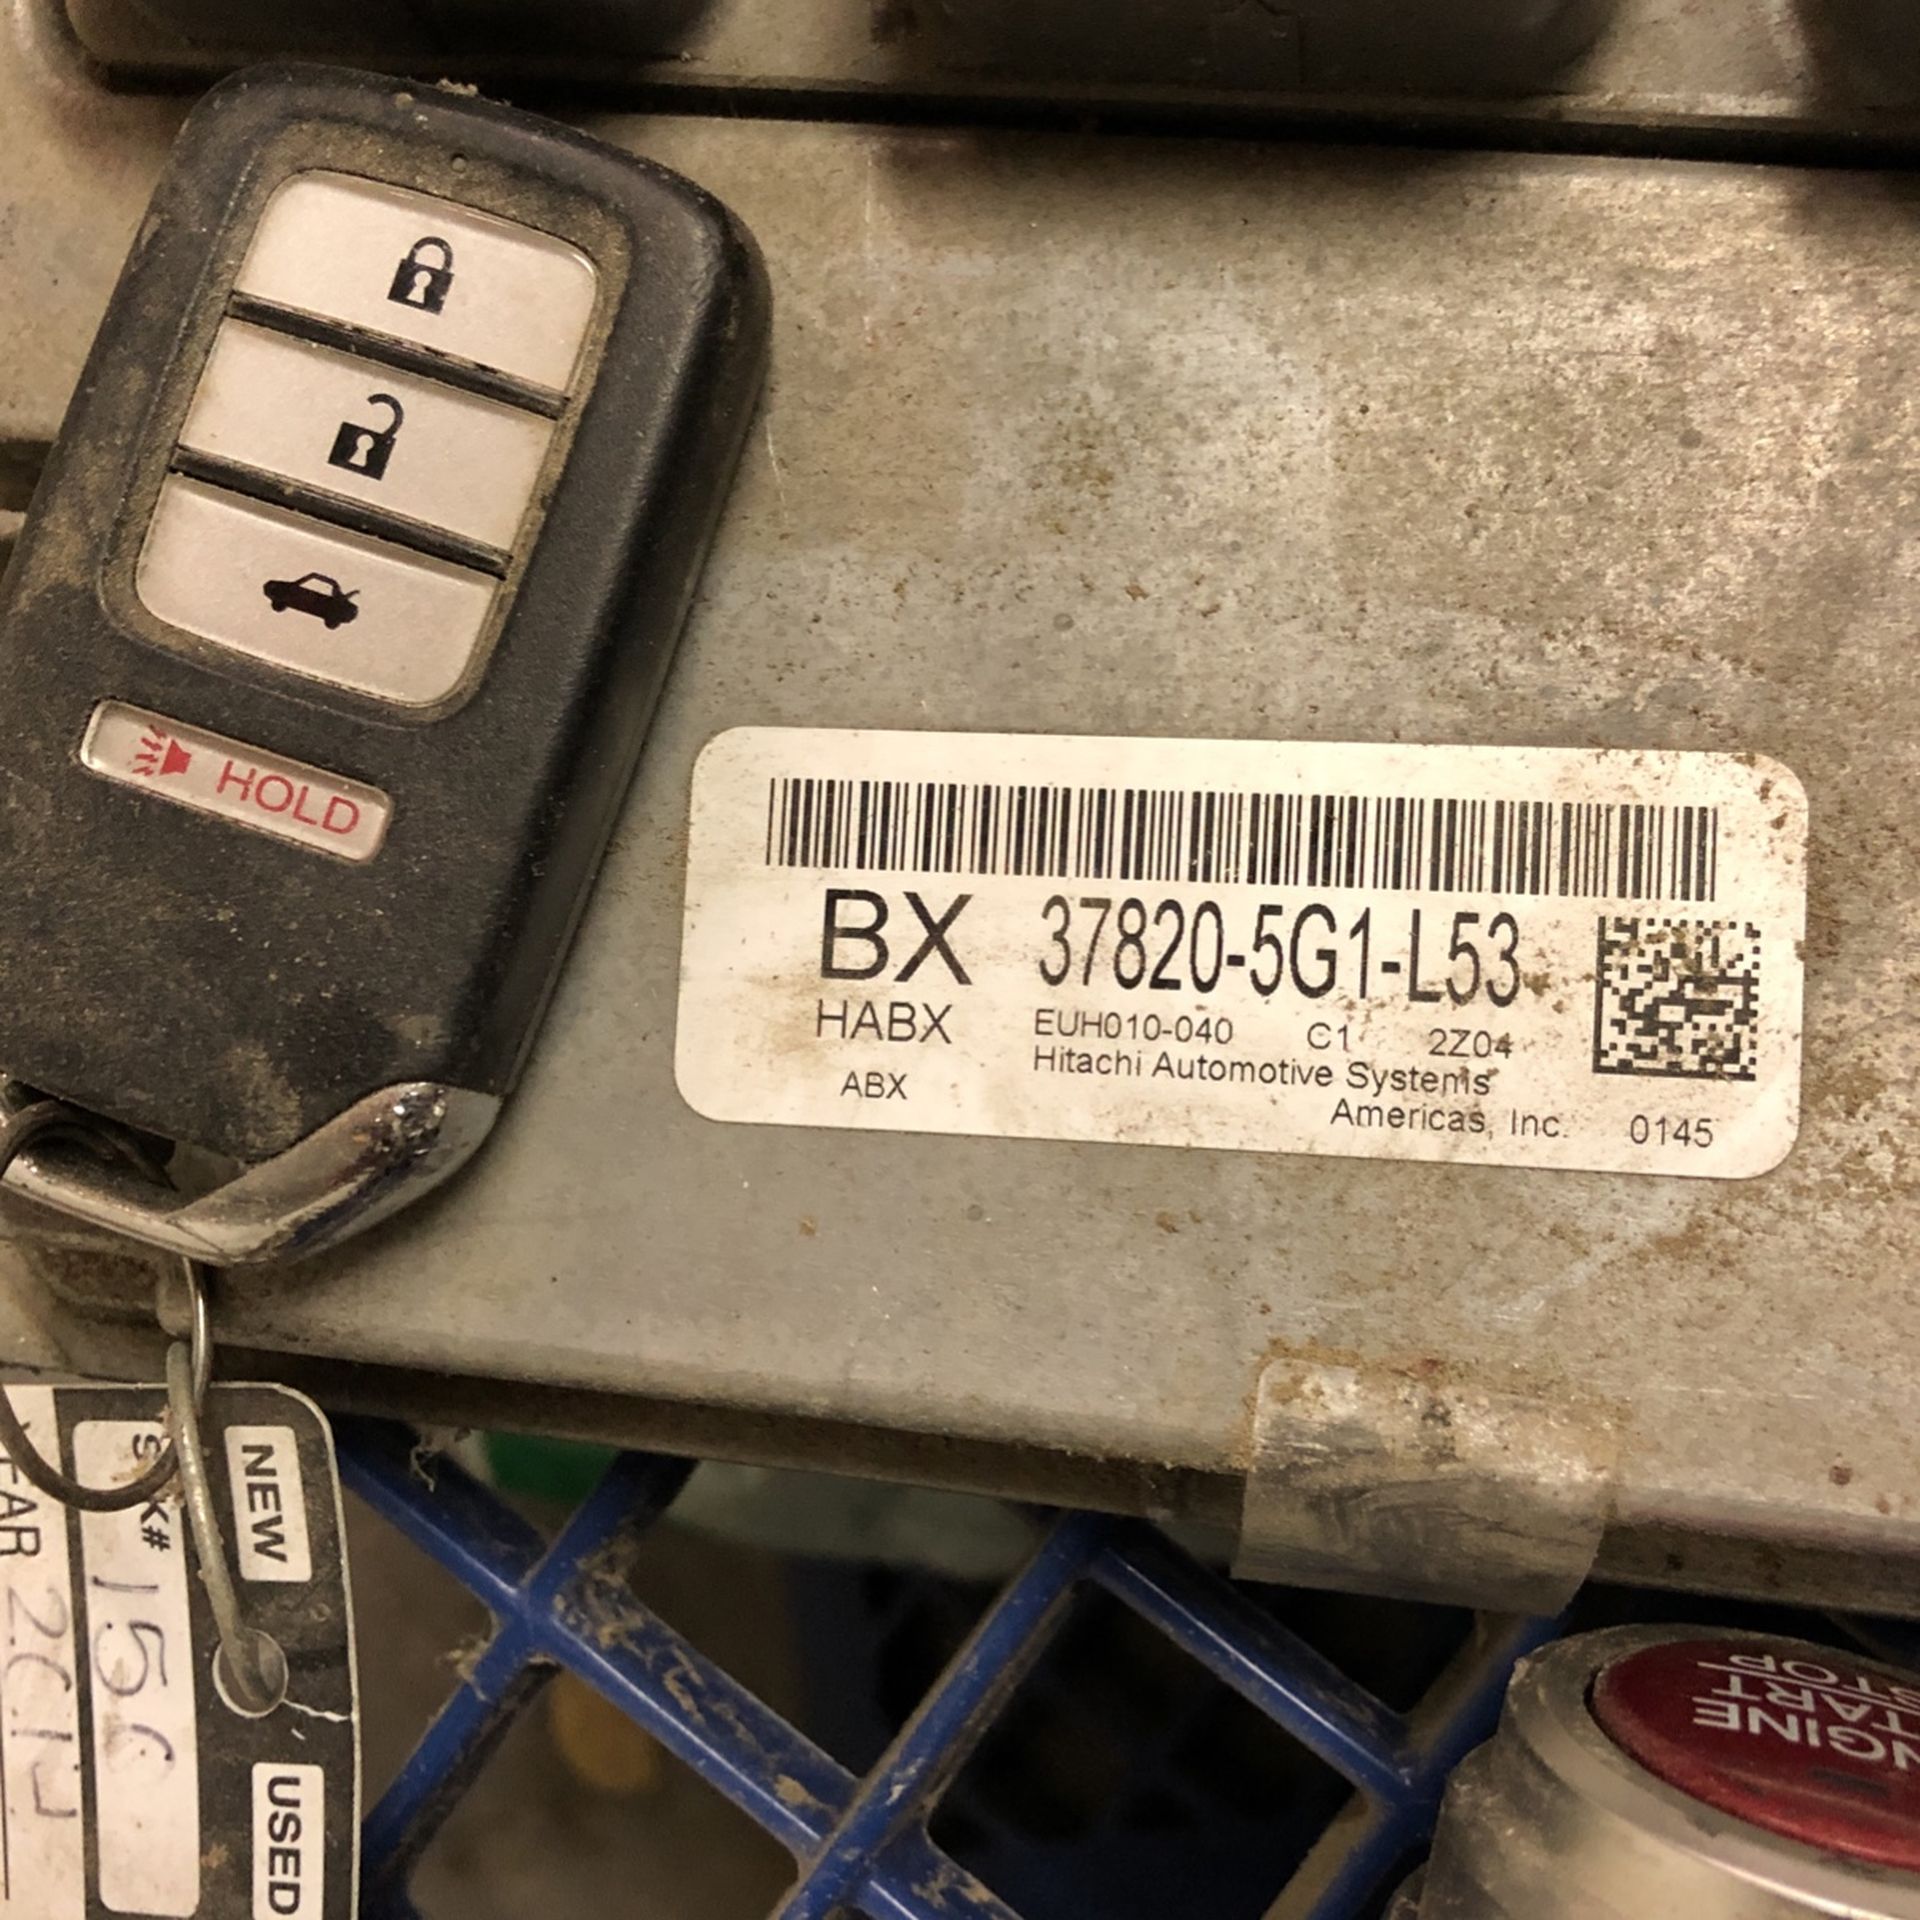 HOLD
BX 37820-5G1-L53
HABX EUH010-040 C1 2Z04
Hitachi Automotive Systems
ABX
Americas, Inc. 0145
NEW
USED
START
STOP